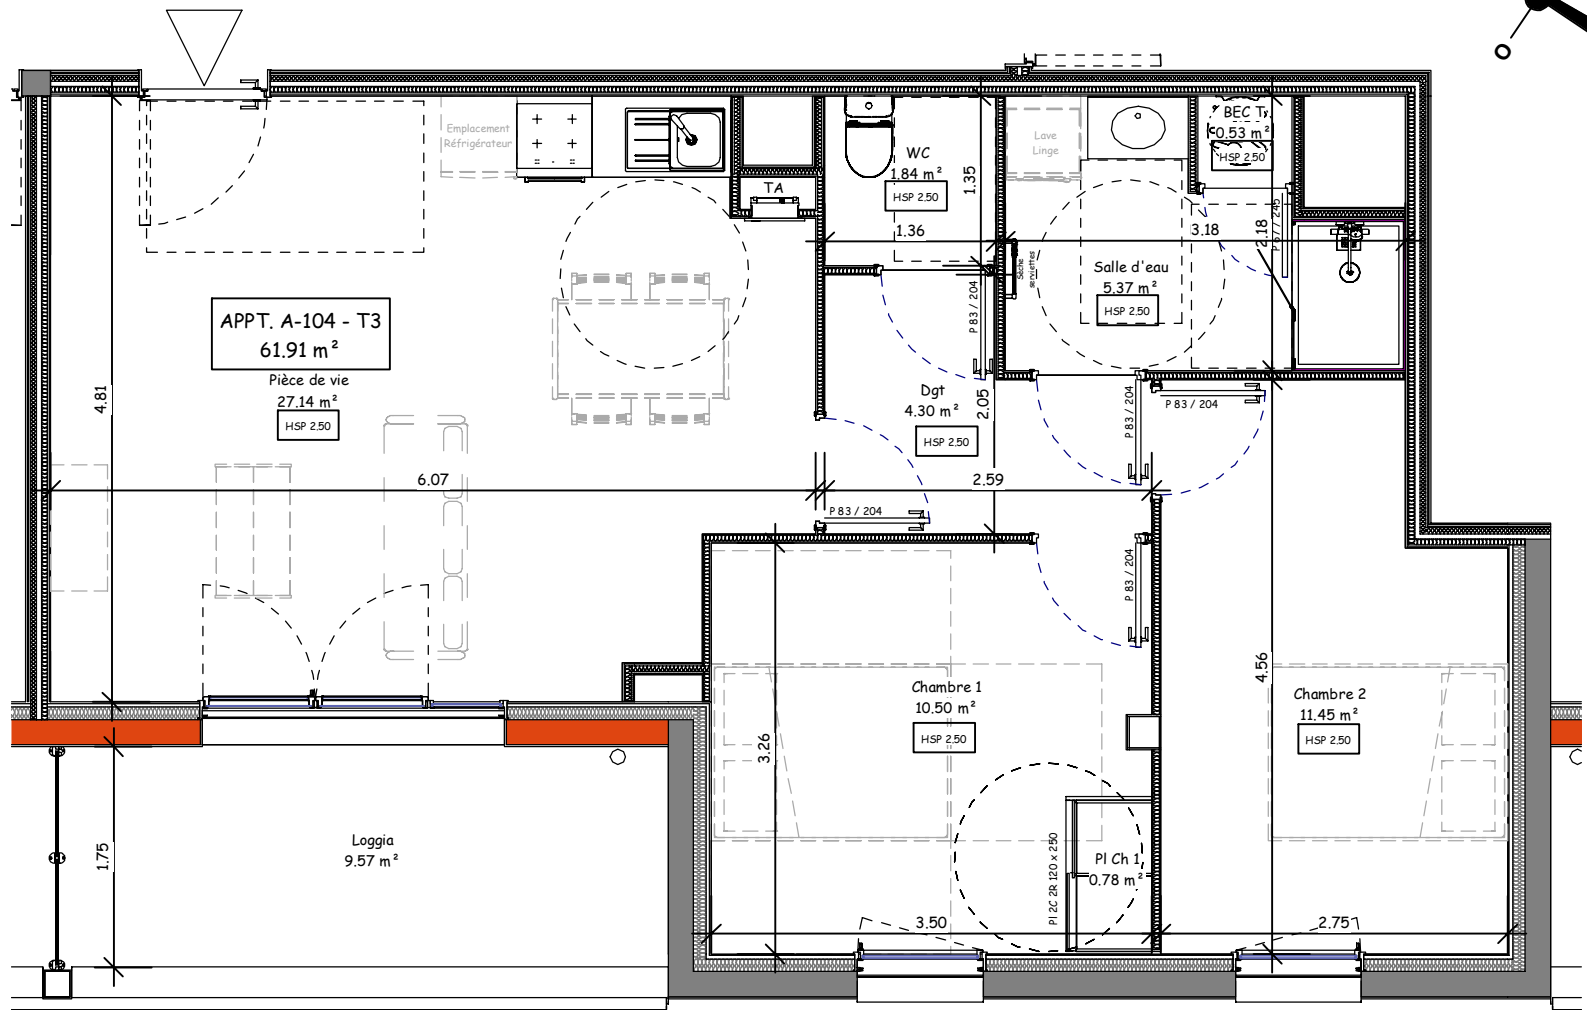 O
Emplacement
Réfrigérateur
TA
WC
1.84 m²
HSP 2.50
1.35
1.36
Lave
Linge
BEC T
0.53 m²
HSP 2.50
3.18
2.18
Sèche
serviettes
Salle d'eau
5.37 m²
HSP 2.50
APPT. A-104 - T3
61.91 m²
Pièce de vie
27.14 m²
HSP 2.50
4.81
P 83 / 204
Dgt
4.30 m²
HSP 2.50
2.05
P 83 / 204
P 83 / 204
6.07
2.59
P 83 / 204
P 83 / 204
4.56
Chambre 1
10.50 m²
HSP 2.50
3.26
Chambre 2
11.45 m²
HSP 2.50
Loggia
9.57 m²
1.75
Pl 2C 2R 120 x 250
Pl Ch 1
0.78 m²
3.50
2.75